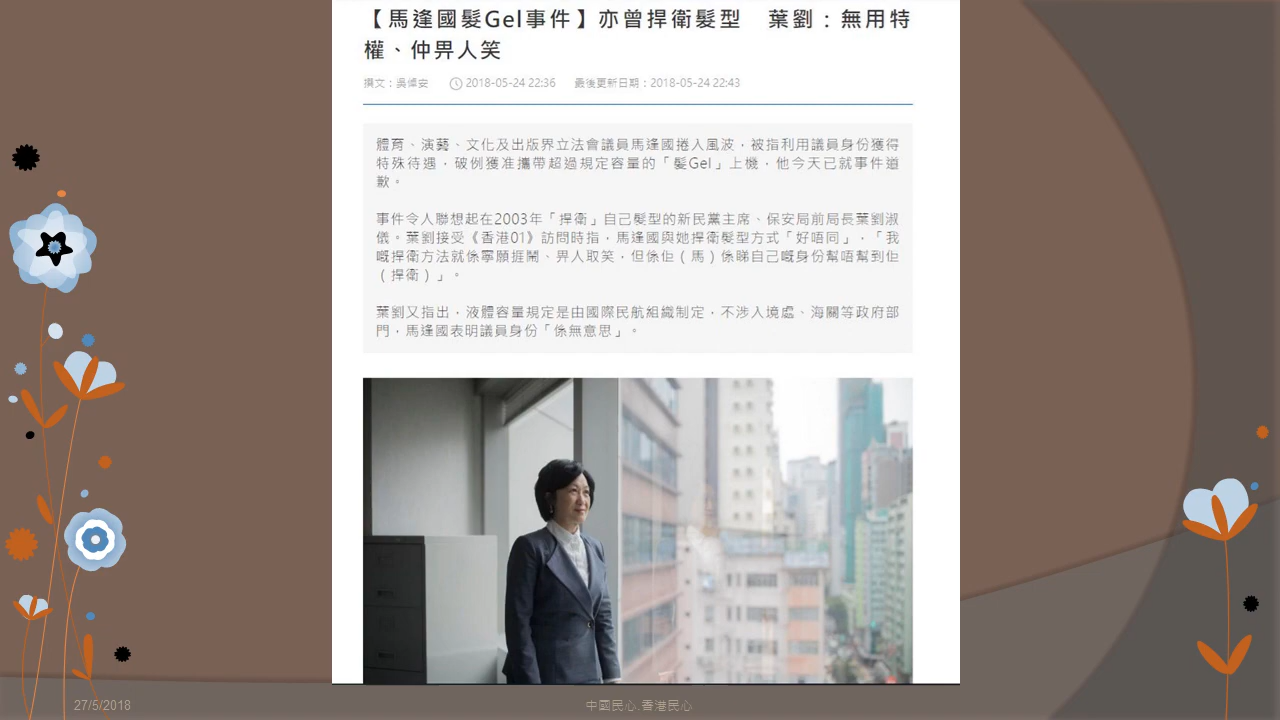 【馬逢國髮Gel事件】亦曾捍衛髮型　葉劉：無用特
權、仲畀人笑
撰文：吳倬安　2018-05-24 22:36　最後更新日期：2018-05-24 22:43
體育、演藝、文化及出版界立法會議員馬逢國捲入風波，被指利用議員身份獲得
特殊待遇，破例獲准攜帶超過規定容量的「髮Gel」上機，他今天已就事件道
歉。
事件令人聯想起在2003年「捍衛」自己髮型的新民黨主席、保安局前局長葉劉淑
儀。葉劉接受《香港01》訪問時指，馬逢國與她捍衛髮型方式「好唔同」，「我
嘅捍衛方法就係寧願捱鬧、畀人取笑，但係佢（馬）係睇自己嘅身份幫唔幫到佢
（捍衛）」。
葉劉又指出，液體容量規定是由國際民航組織制定，不涉入境處、海關等政府部
門，馬逢國表明議員身份「係無意思」。
27/5/2018
中國民心.香港民心